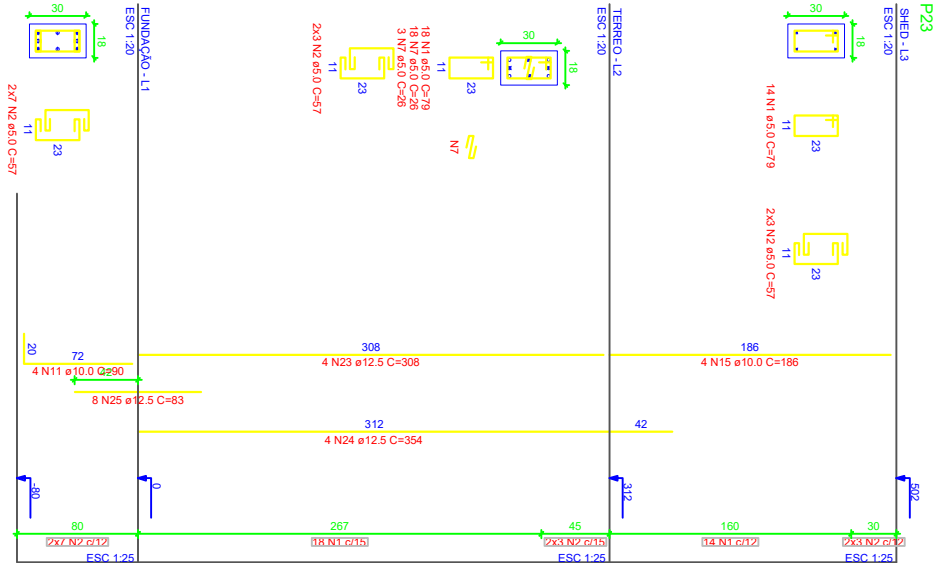 P23
SHED - L3
ESC 1:20
30
18
14 N1 ø5.0 C=79
11
23
2x3 N2 ø5.0 C=57
11
23
TERREO - L2
ESC 1:20
30
18
18 N1 ø5.0 C=79
18 N7 ø5.0 C=26
3 N7 ø5.0 C=26
11
23
N7
2x3 N2 ø5.0 C=57
11
23
FUNDAÇÃO - L1
ESC 1:20
30
18
2x7 N2 ø5.0 C=57
11
23
20
72
4 N11 ø10.0 C=90
8 N25 ø12.5 C=83
308
4 N23 ø12.5 C=308
186
4 N15 ø10.0 C=186
312
42
4 N24 ø12.5 C=354
-80
0
312
502
80
267
45
160
30
2x7 N2 c/12
18 N1 c/15
2x3 N2 c/15
14 N1 c/12
2x3 N2 c/12
ESC 1:25
ESC 1:25
ESC 1:25